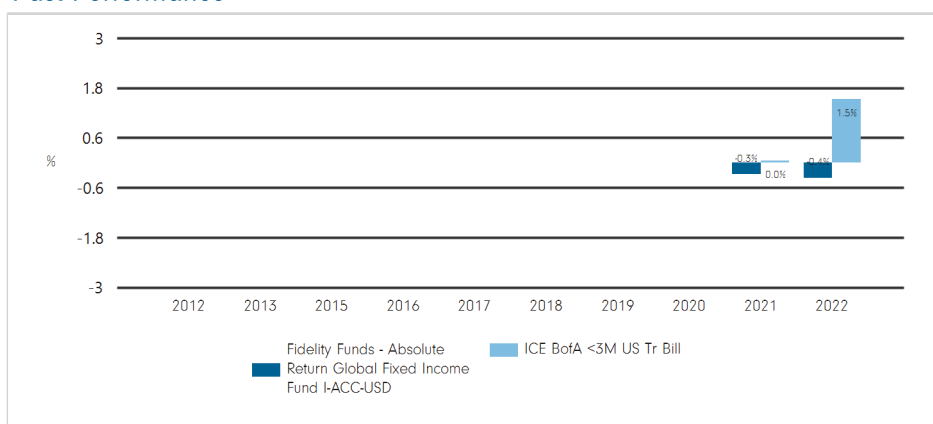 3
1.8
0.6
%
-0.6
-1.8
-3
-0.3%
0.0%
-0.4%
1.5%
2012 2013 2015 2016 2017 2018 2019 2020 2021 2022
Fidelity Funds - Absolute
Return Global Fixed Income
Fund I-ACC-USD
ICE BofA <3M US Tr Bill